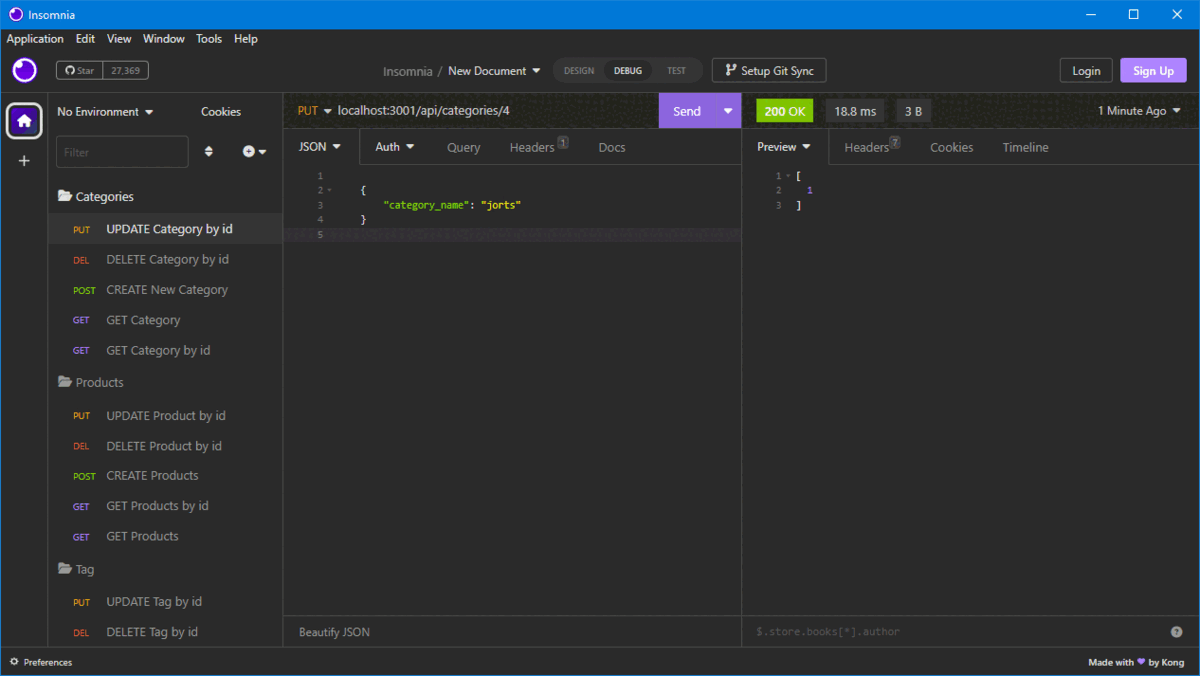 Insomnia
Application Edit View Window Tools Help
Star 27,369 Insomnia / New Document DESIGN DEBUG TEST Setup Git Sync Login Sign Up
No Environment Cookies
Filter
Categories
PUT UPDATE Category by id
DEL DELETE Category by id
POST CREATE New Category
GET GET Category
GET GET Category by id
Products
PUT UPDATE Product by id
DEL DELETE Product by id
POST CREATE Products
GET GET Products by id
GET GET Products
Tag
PUT UPDATE Tag by id
DEL DELETE Tag by id
PUT localhost:3001/api/categories/4 Send
JSON Auth Query Headers 1 Docs
1
2 {
3 "category_name": "jorts"
4 }
5
Beautify JSON
200 OK 18.8 ms 3 B 1 Minute Ago
Preview Headers 7 Cookies Timeline
1 [
2 1
3 ]
$.store.books[*].author ?
Preferences Made with by Kong